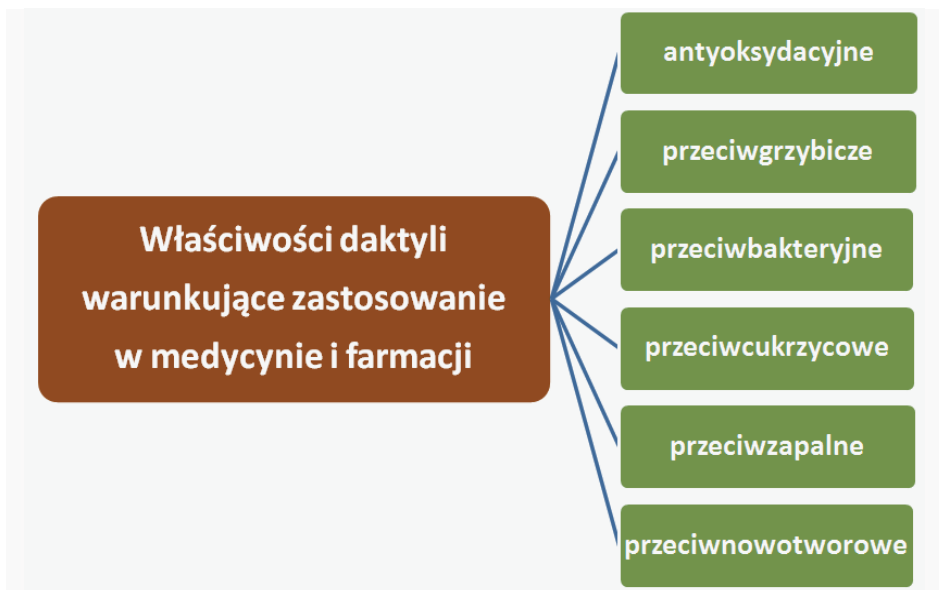 Właściwości daktyli
warunkujące zastosowanie
w medycynie i farmacji
antyoksydacyjne
przeciwgrzybicze
przeciwbakteryjne
przeciwcukrzycowe
przeciwzapalne
przeciwnowotworowe